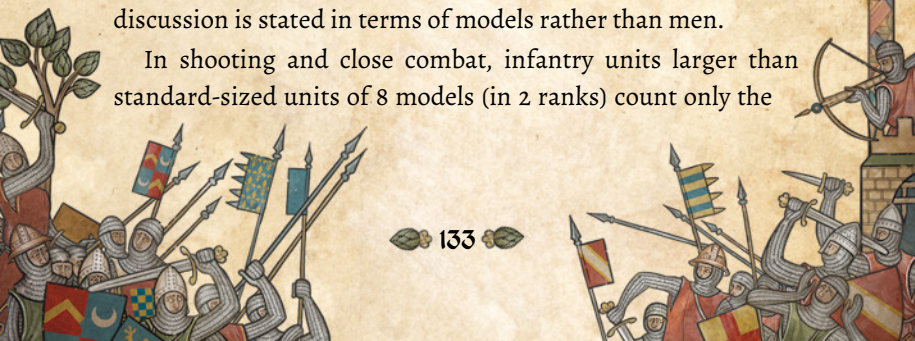 discussion is stated in terms of models rather than men.
In shooting and close combat, infantry units larger than
standard-sized units of 8 models (in 2 ranks) count only the
133